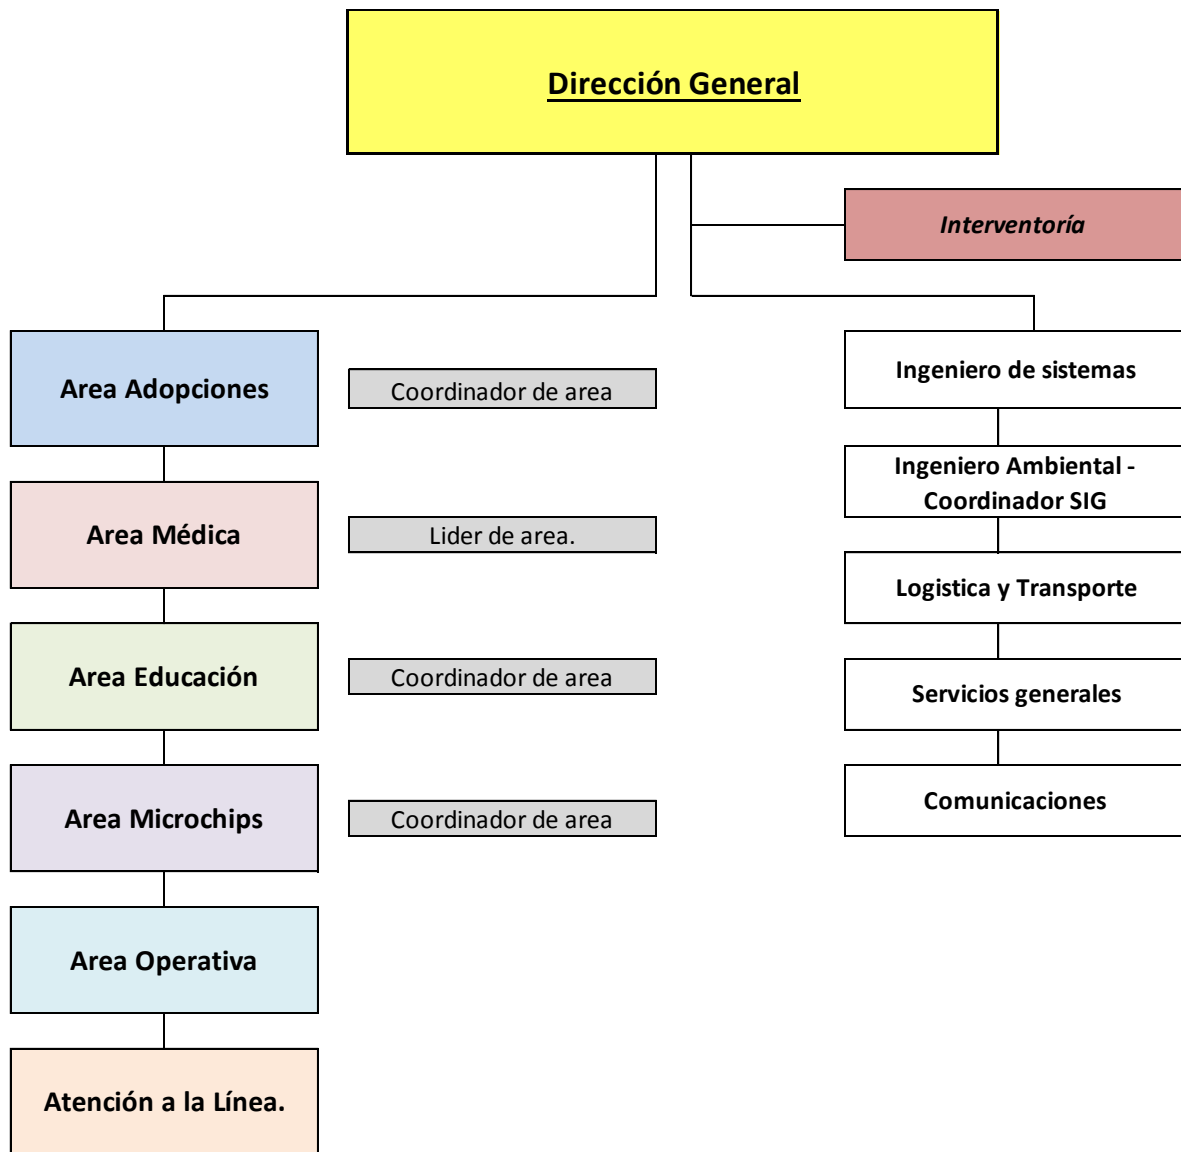 Dirección General
Interventoría
Area Adopciones
Coordinador de area
Ingeniero de sistemas
Ingeniero Ambiental -
Coordinador SIG
Area Médica
Lider de area.
Logistica y Transporte
Area Educación
Coordinador de area
Servicios generales
Area Microchips
Coordinador de area
Comunicaciones
Area Operativa
Atención a la Línea.